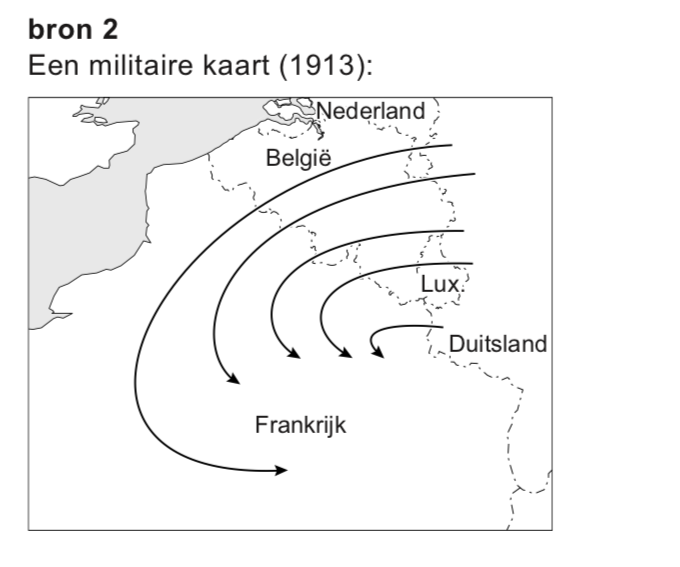 bron 2
Een militaire kaart (1913):
Nederland
België
Lux.
Duitsland
Frankrijk